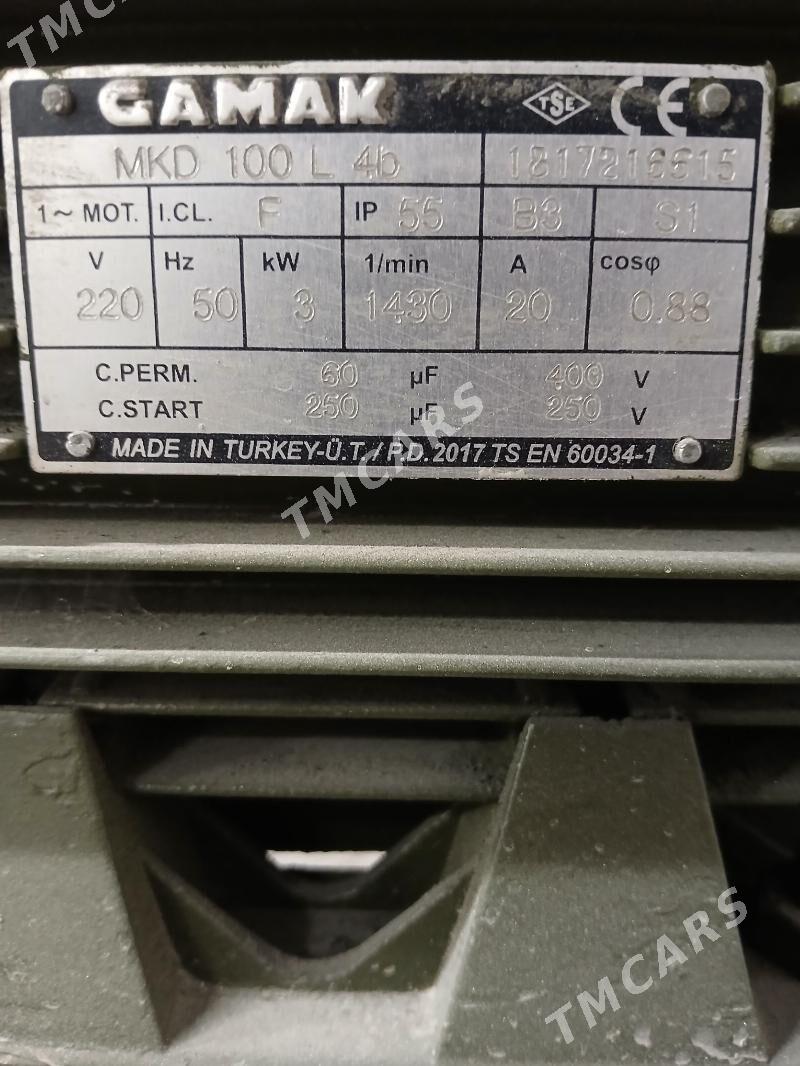 TMCARS
GAMAK TSE CE
MKD 100 L 4b 1817216615
1~ MOT. I.CL. F IP 55 B3 S1
V Hz kW 1/min A cosφ
220 50 3 1430 20 0.88
C.PERM. 60 µF 400 V
C.START 250 µF 250 V
MADE IN TURKEY-Ü.T./P.D. 2017 TS EN 60034-1
TMCARS
TMCARS